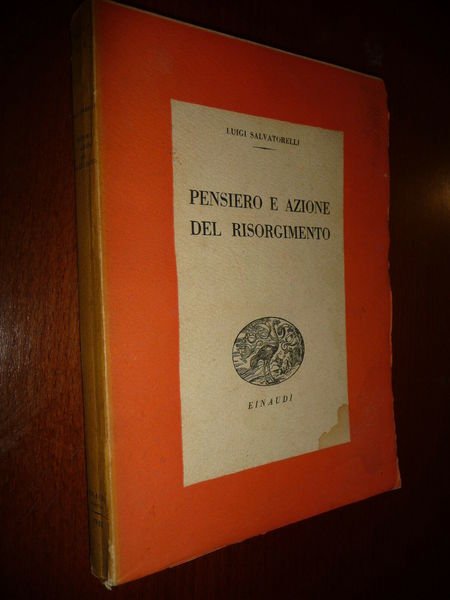 LUIGI SALVATORELLI
PENSIERO E AZIONE
DEL RISORGIMENTO
EINAUDI